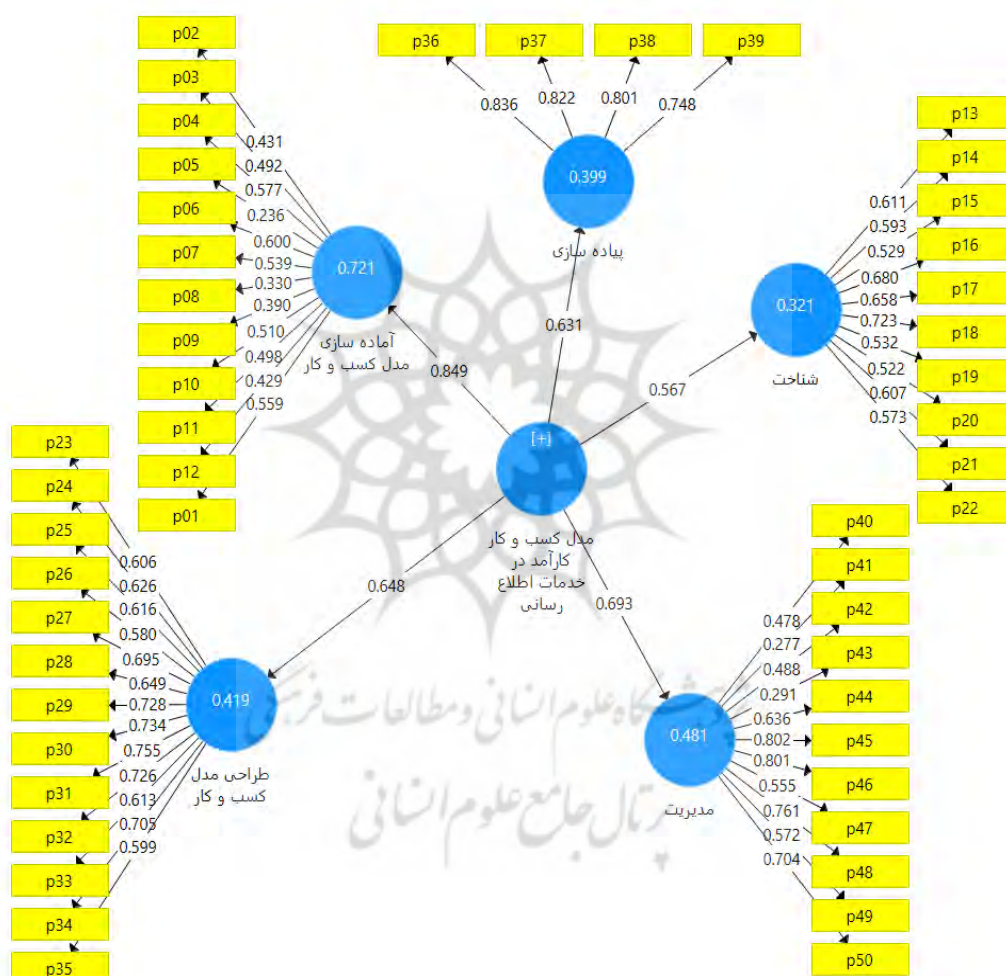 p02
p03
p04
p05
p06
p07
p08
p09
p10
p11
p12
p01
0.431
0.492
0.577
0.236
0.600
0.539
0.330
0.390
0.510
0.498
0.429
0.559
0.721
آماده سازی
مدل کسب و کار
0.849
p36
p37
p38
p39
0.836
0.822
0.801
0.748
0.399
پیاده سازی
0.631
p13
p14
p15
p16
p17
p18
p19
p20
p21
p22
0.611
0.593
0.529
0.680
0.658
0.723
0.532
0.522
0.607
0.573
0.321
شناخت
0.567
[+]
مدل کسب و کار
کارآمد در
خدمات اطلاع
رسانی
p23
p24
p25
p26
p27
p28
p29
p30
p31
p32
p33
p34
p35
0.606
0.626
0.616
0.580
0.695
0.649
0.728
0.734
0.755
0.726
0.613
0.705
0.599
0.419
طراحی مدل
کسب و کار
0.648
p40
p41
p42
p43
p44
p45
p46
p47
p48
p49
p50
0.478
0.277
0.488
0.291
0.636
0.802
0.801
0.555
0.761
0.572
0.704
0.481
مدیریت
0.693
پژوهشگاه علوم انسانی و مطالعات فرهنگی
پرتال جامع علوم انسانی